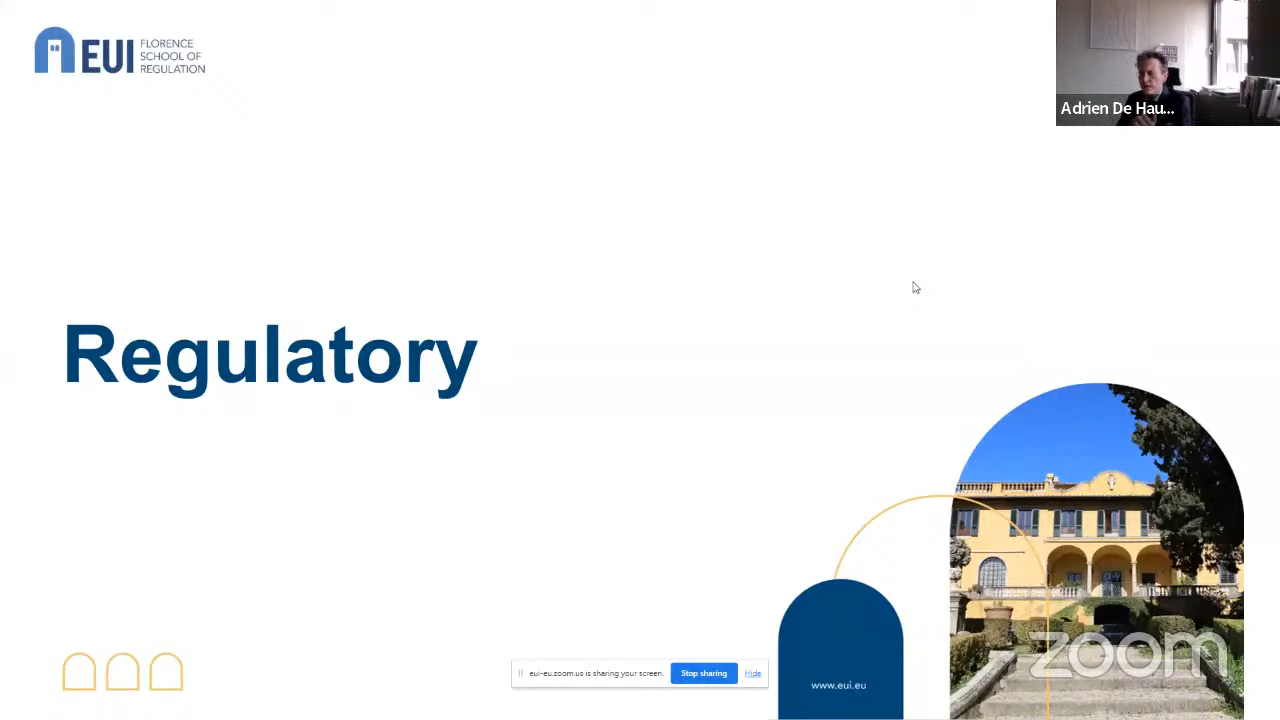 EUI
FLORENCE
SCHOOL OF
REGULATION
Adrien De Hau...
Regulatory
eui-eu.zoom.us is sharing your screen.
Stop sharing
Hide
www.eui.eu
zoom